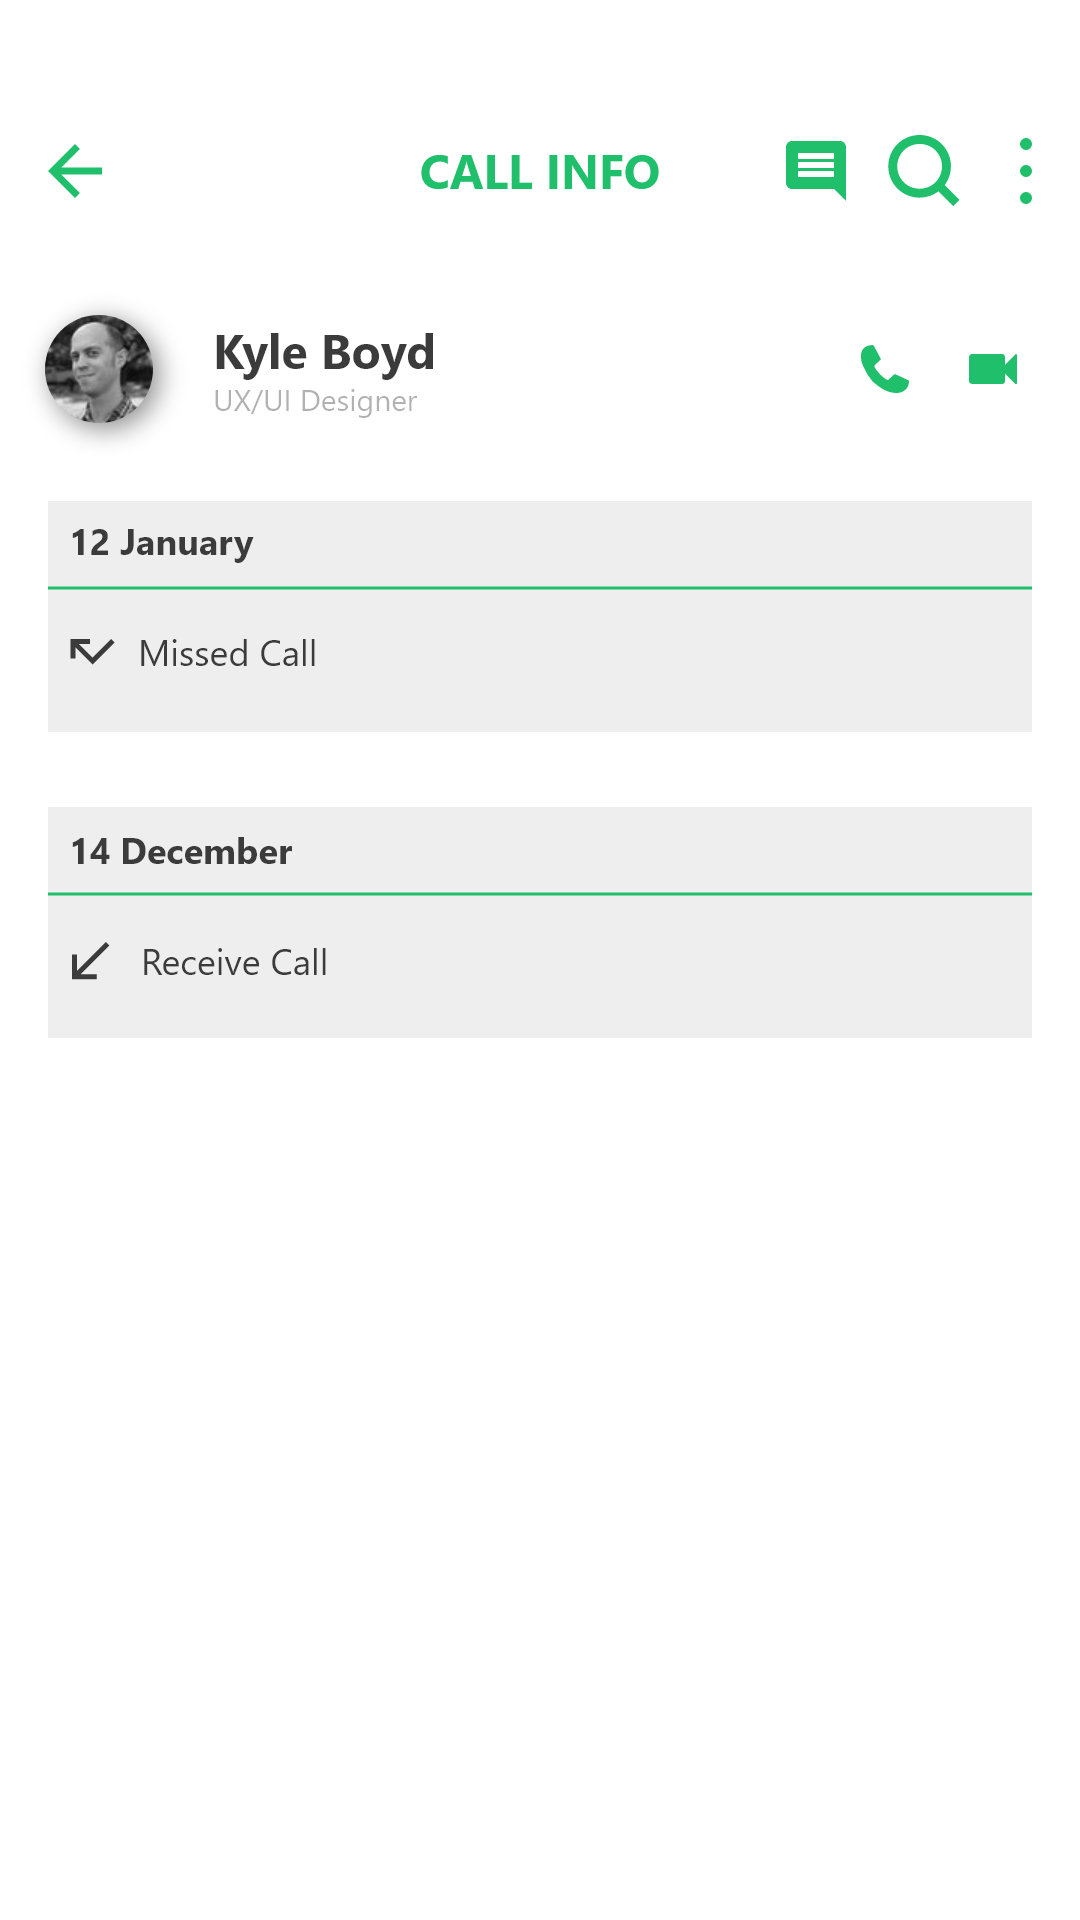 CALL INFO
Kyle Boyd
UX/UI Designer
12 January
Missed Call
14 December
Receive Call